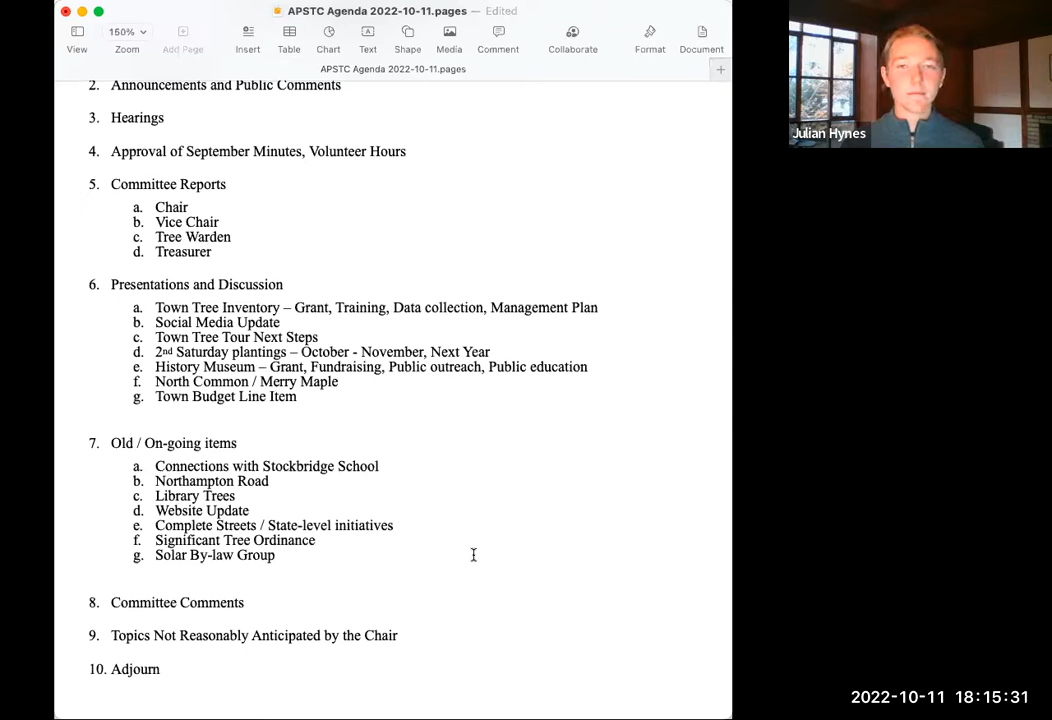 APSTC Agenda 2022-10-11.pages — Edited
150%
View Zoom Add Page Insert Table Chart Text Shape Media Comment Collaborate Format Document
APSTC Agenda 2022-10-11.pages
2. Announcements and Public Comments
3. Hearings
4. Approval of September Minutes, Volunteer Hours
5. Committee Reports
a. Chair
b. Vice Chair
c. Tree Warden
d. Treasurer
6. Presentations and Discussion
a. Town Tree Inventory – Grant, Training, Data collection, Management Plan
b. Social Media Update
c. Town Tree Tour Next Steps
d. 2nd Saturday plantings – October - November, Next Year
e. History Museum – Grant, Fundraising, Public outreach, Public education
f. North Common / Merry Maple
g. Town Budget Line Item
7. Old / On-going items
a. Connections with Stockbridge School
b. Northampton Road
c. Library Trees
d. Website Update
e. Complete Streets / State-level initiatives
f. Significant Tree Ordinance
g. Solar By-law Group
8. Committee Comments
9. Topics Not Reasonably Anticipated by the Chair
10. Adjourn
Julian Hynes
2022-10-11 18:15:31